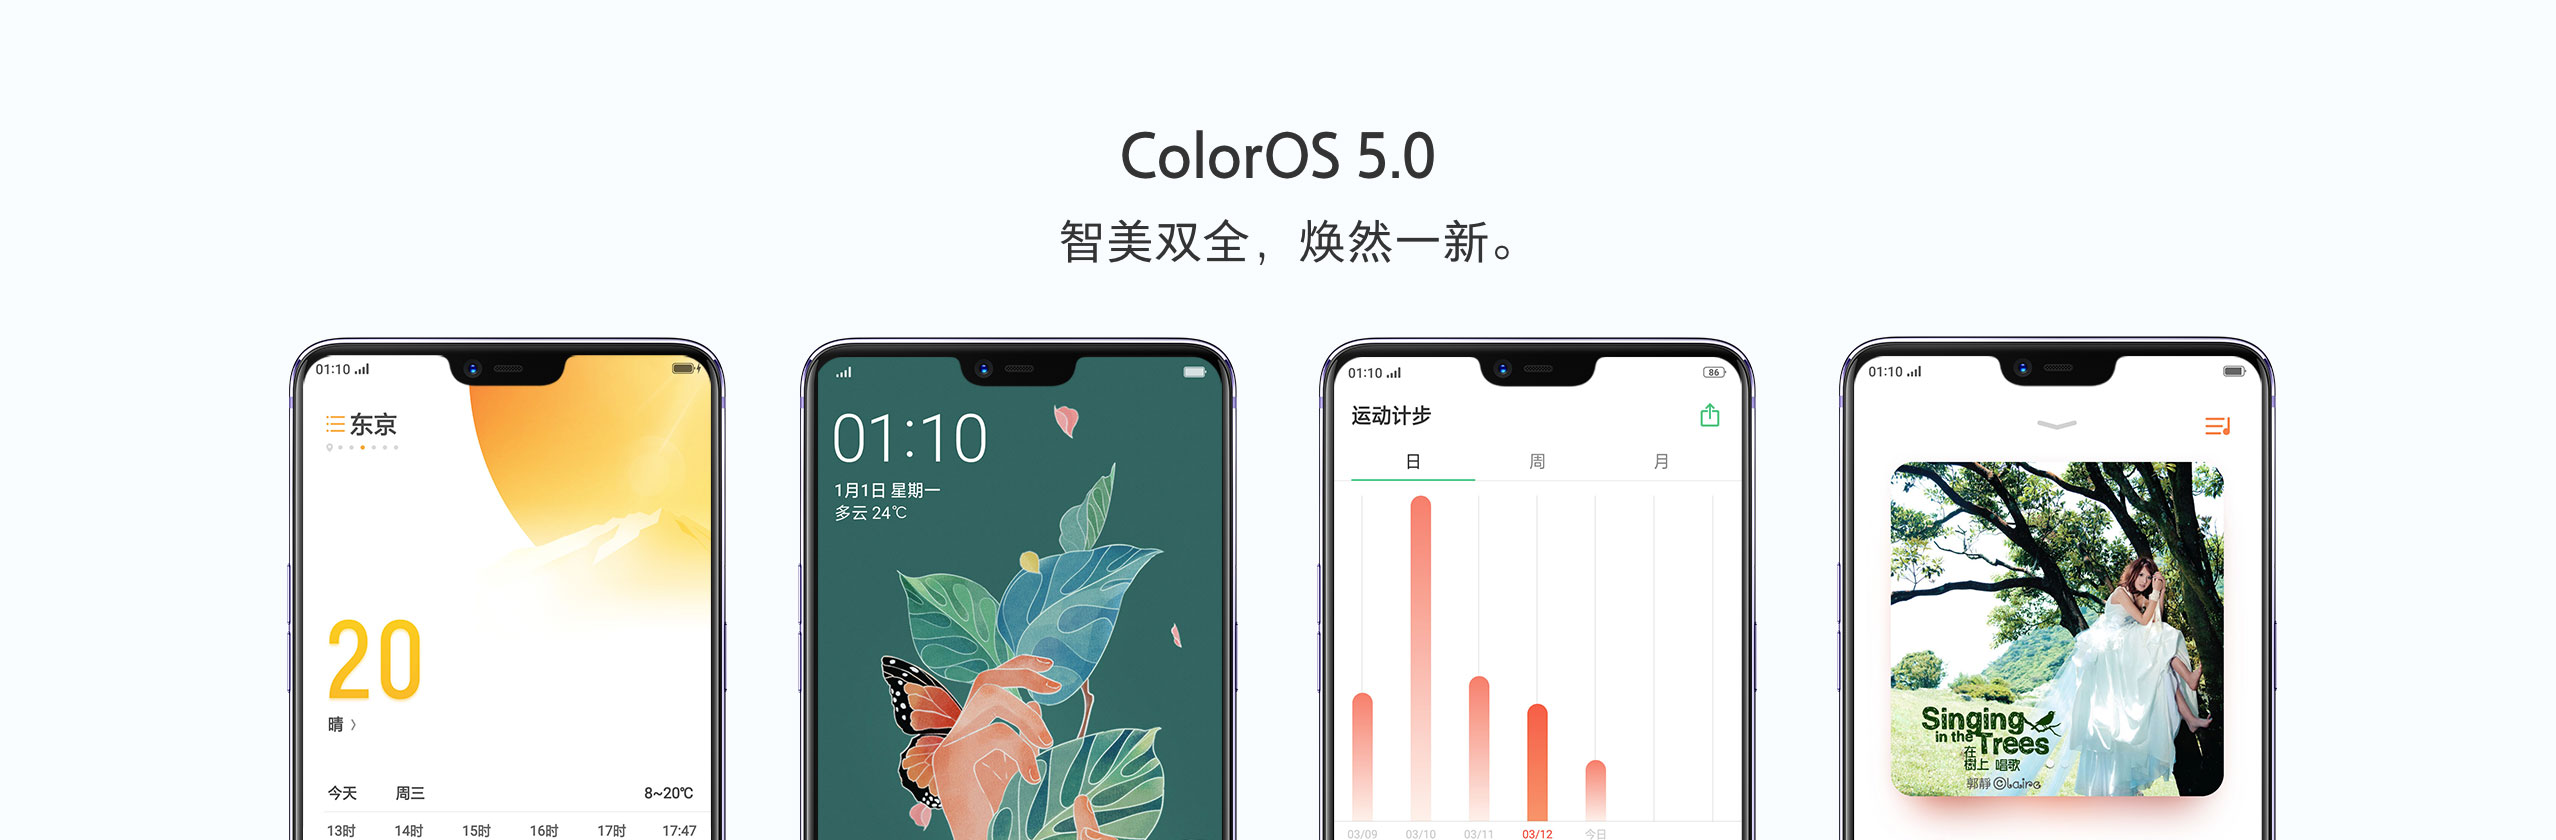 ColorOS 5.0
智美双全，焕然一新。
01:10
东京
20
晴
今天 周三 8~20℃
13时 14时 15时 16时 17时 17:47
01:10
1月1日 星期一
多云 24℃
01:10 86
运动计步
日 周 月
03/09 03/10 03/11 03/12 今日
01:10
Singing
in the Trees
在
樹上 唱歌
郭靜 Claire